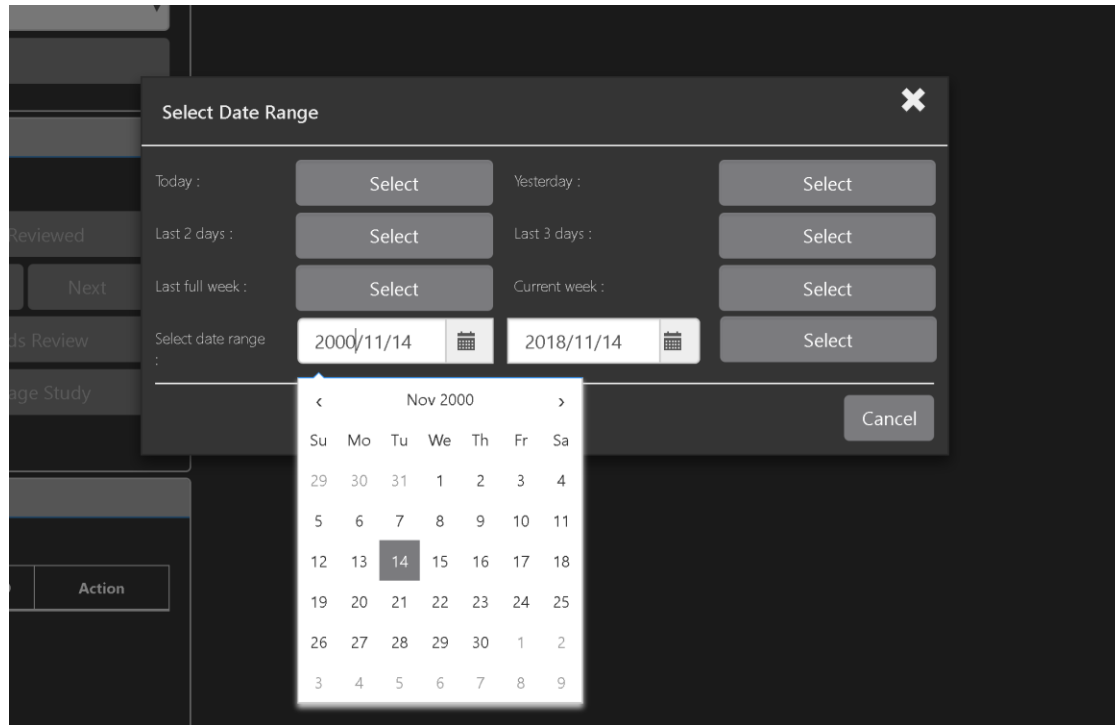 Select Date Range
Today : Select Yesterday : Select
Reviewed
Last 2 days : Select Last 3 days : Select
Next
Last full week : Select Current week : Select
Review
Select date range : 2000/11/14 2018/11/14 Select
Study
Cancel
‹ Nov 2000 ›
Su Mo Tu We Th Fr Sa
29 30 31 1 2 3 4
5 6 7 8 9 10 11
12 13 14 15 16 17 18
Action
19 20 21 22 23 24 25
26 27 28 29 30 1 2
3 4 5 6 7 8 9